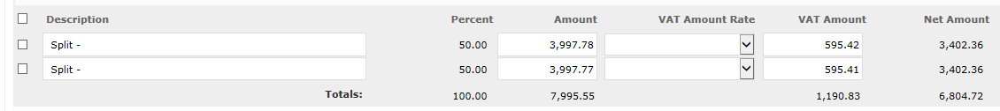 Description Percent Amount VAT Amount Rate VAT Amount Net Amount
Split - 50.00 3,997.78 595.42 3,402.36
Split - 50.00 3,997.77 595.41 3,402.36
Totals: 100.00 7,995.55 1,190.83 6,804.72